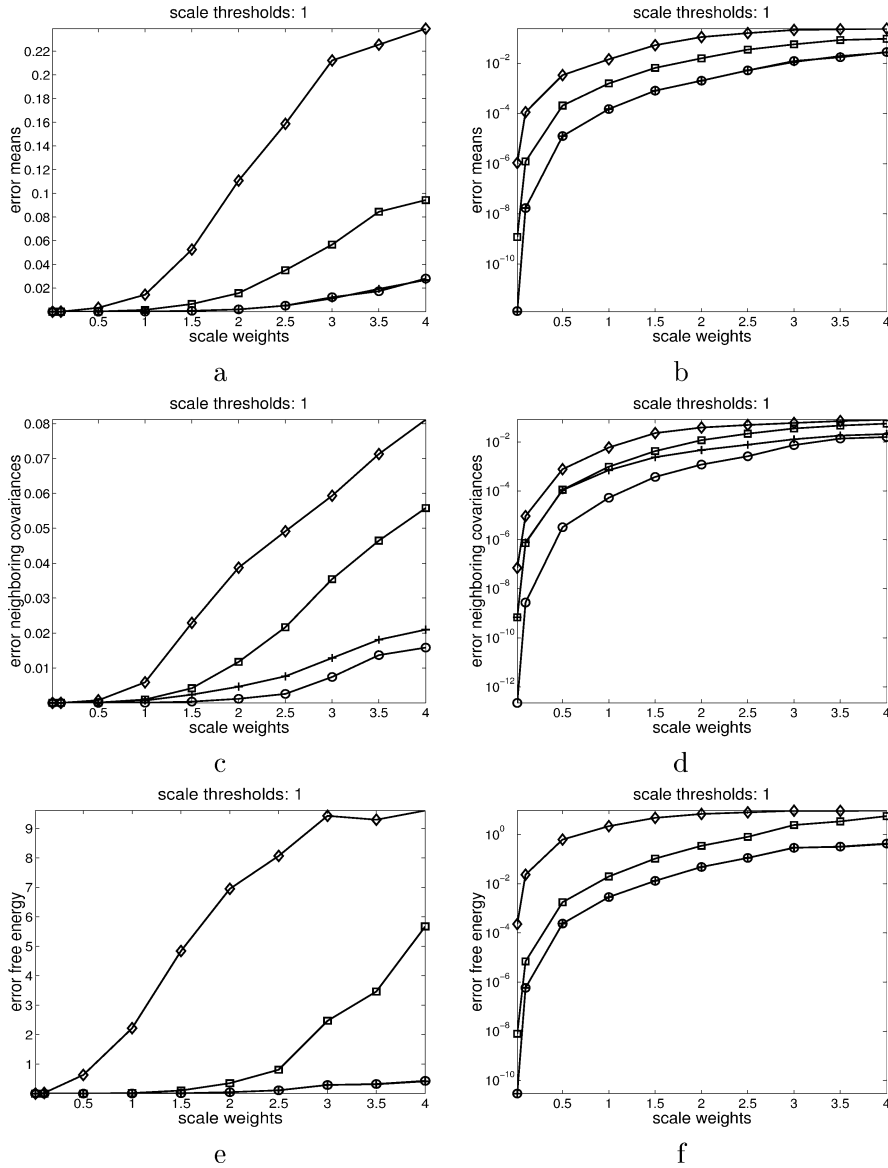 scale thresholds: 1
error means
0.22
0.2
0.18
0.16
0.14
0.12
0.1
0.08
0.06
0.04
0.02
0.5 1 1.5 2 2.5 3 3.5 4
scale weights
a
scale thresholds: 1
error means
10^-2
10^-4
10^-6
10^-8
10^-10
0.5 1 1.5 2 2.5 3 3.5 4
scale weights
b
scale thresholds: 1
error neighboring covariances
0.08
0.07
0.06
0.05
0.04
0.03
0.02
0.01
0.5 1 1.5 2 2.5 3 3.5 4
scale weights
c
scale thresholds: 1
error neighboring covariances
10^-2
10^-4
10^-6
10^-8
10^-10
10^-12
0.5 1 1.5 2 2.5 3 3.5 4
scale weights
d
scale thresholds: 1
error free energy
9
8
7
6
5
4
3
2
1
0.5 1 1.5 2 2.5 3 3.5 4
scale weights
e
scale thresholds: 1
error free energy
10^0
10^-2
10^-4
10^-6
10^-8
10^-10
0.5 1 1.5 2 2.5 3 3.5 4
scale weights
f